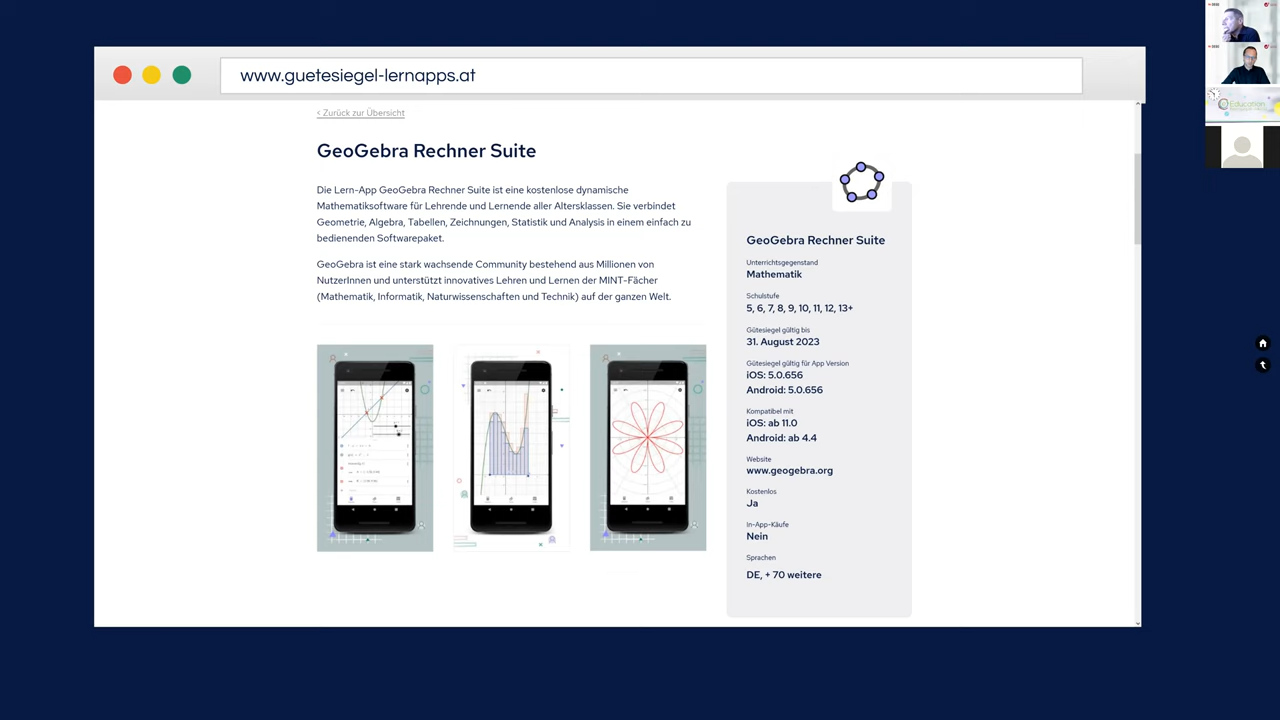 www.guetesiegel-lernapps.at
< Zurück zur Übersicht
GeoGebra Rechner Suite
Die Lern-App GeoGebra Rechner Suite ist eine kostenlose dynamische
Mathematiksoftware für Lehrende und Lernende aller Altersklassen. Sie verbindet
Geometrie, Algebra, Tabellen, Zeichnungen, Statistik und Analysis in einem einfach zu
bedienenden Softwarepaket.
GeoGebra ist eine stark wachsende Community bestehend aus Millionen von
NutzerInnen und unterstützt innovatives Lehren und Lernen der MINT-Fächer
(Mathematik, Informatik, Naturwissenschaften und Technik) auf der ganzen Welt.
GeoGebra Rechner Suite
Unterrichtsgegenstand
Mathematik
Schulstufe
5, 6, 7, 8, 9, 10, 11, 12, 13+
Gütesiegel gültig bis
31. August 2023
Gütesiegel gültig für App Version
iOS: 5.0.656
Android: 5.0.656
Kompatibel mit
iOS: ab 11.0
Android: ab 4.4
Website
www.geogebra.org
Kostenlos
Ja
In-App-Käufe
Nein
Sprachen
DE, + 70 weitere
Education